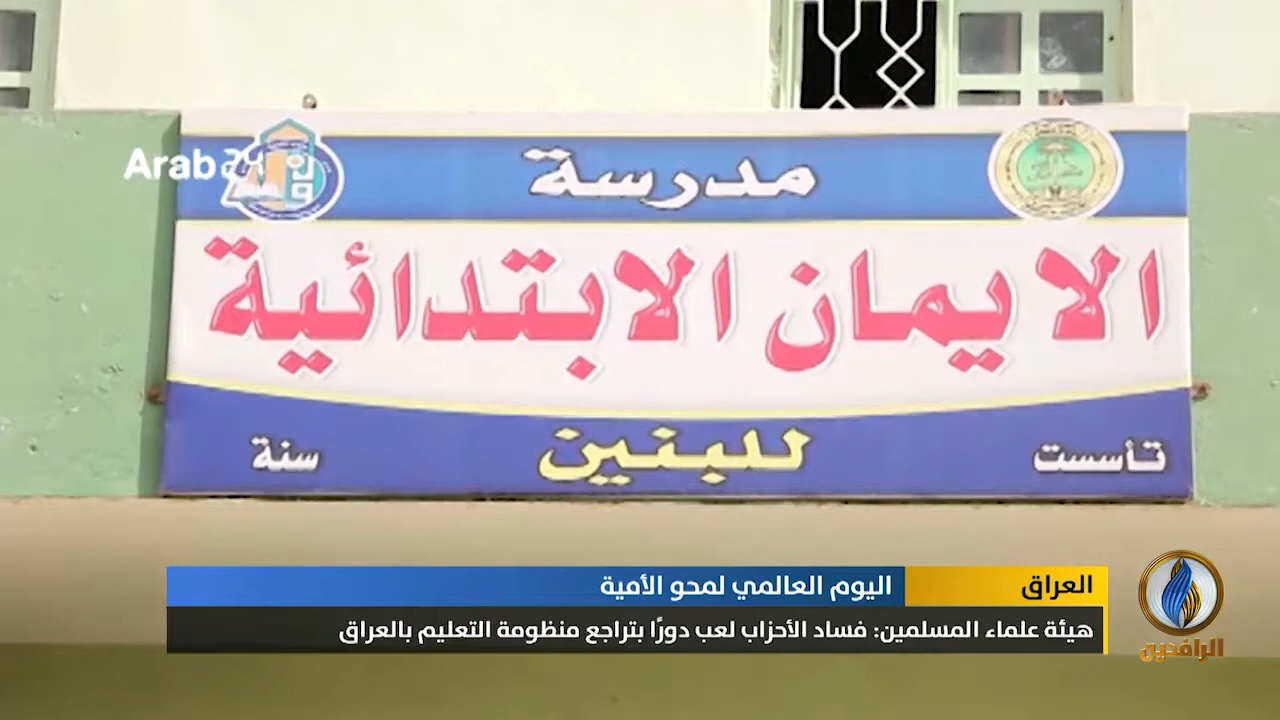 Arab 24
مدرسة
الايمان الابتدائية
للبنين
تأسست
سنة
العراق
اليوم العالمي لمحو الأمية
هيئة علماء المسلمين: فساد الأحزاب لعب دورًا بتراجع منظومة التعليم بالعراق
الرافدين